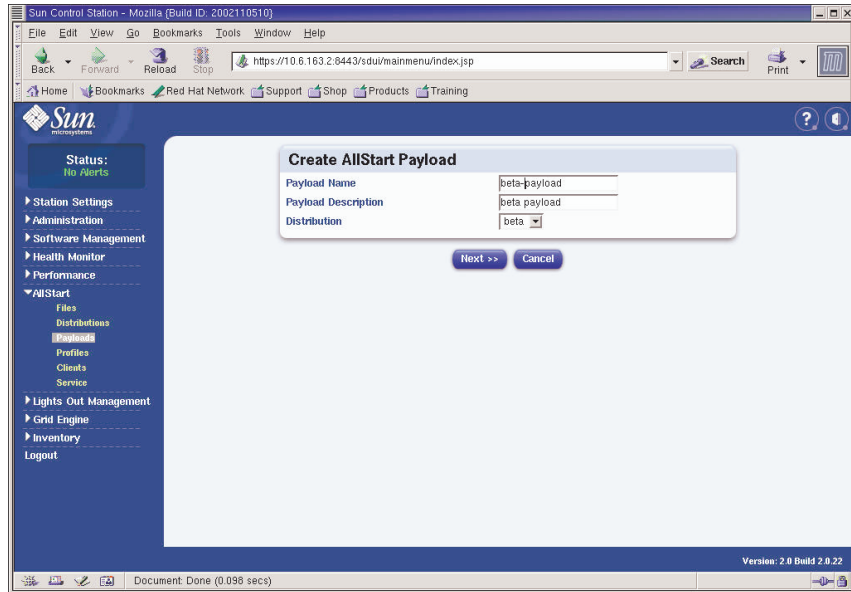 Sun Control Station - Mozilla {Build ID: 2002110510}
File Edit View Go Bookmarks Tools Window Help
Back Forward Reload Stop https://10.6.163.2:8443/sdui/mainmenu/index.jsp Search Print
Home Bookmarks Red Hat Network Support Shop Products Training
Sun
microsystems
?
Status:
No Alerts
Station Settings
Administration
Software Management
Health Monitor
Performance
AllStart
Files
Distributions
Payloads
Profiles
Clients
Service
Lights Out Management
Grid Engine
Inventory
Logout
Create AllStart Payload
Payload Name beta-payload
Payload Description beta payload
Distribution beta
Next >> Cancel
Version: 2.0 Build 2.0.22
Document: Done (0.098 secs)